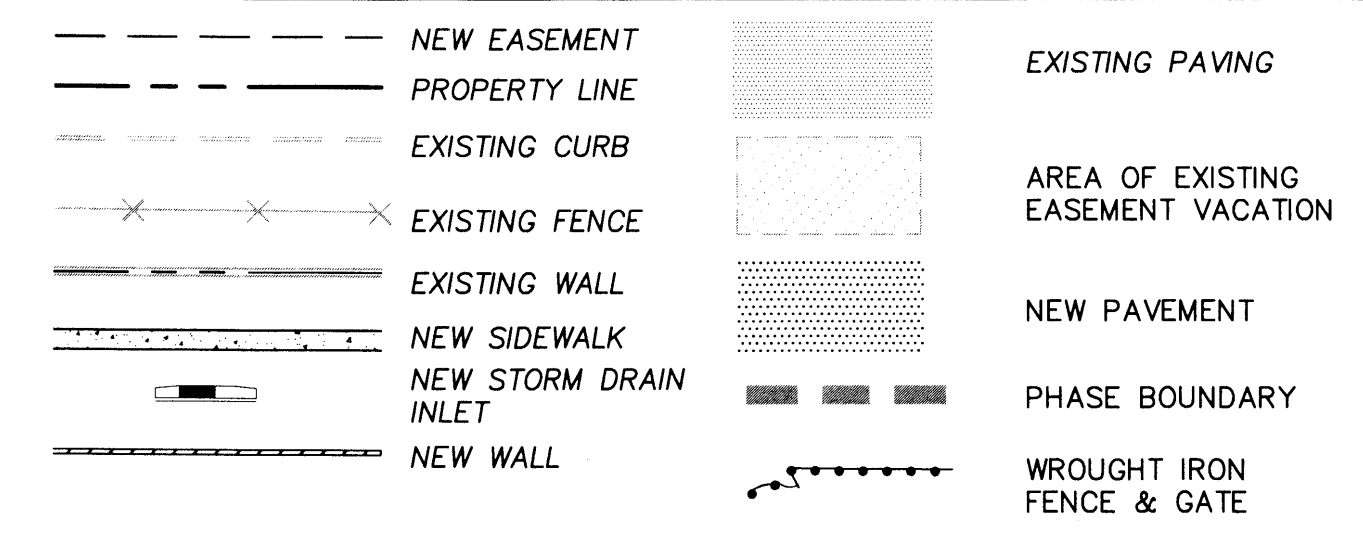 NEW EASEMENT
PROPERTY LINE
EXISTING CURB
EXISTING FENCE
EXISTING WALL
NEW SIDEWALK
NEW STORM DRAIN
INLET
NEW WALL
EXISTING PAVING
AREA OF EXISTING
EASEMENT VACATION
NEW PAVEMENT
PHASE BOUNDARY
WROUGHT IRON
FENCE & GATE